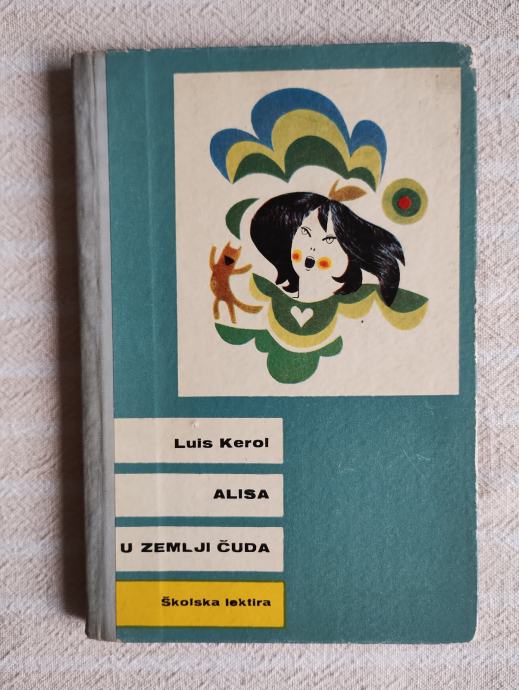 Luis Kerol
ALISA
U ZEMLJI ČUDA
Školska lektira